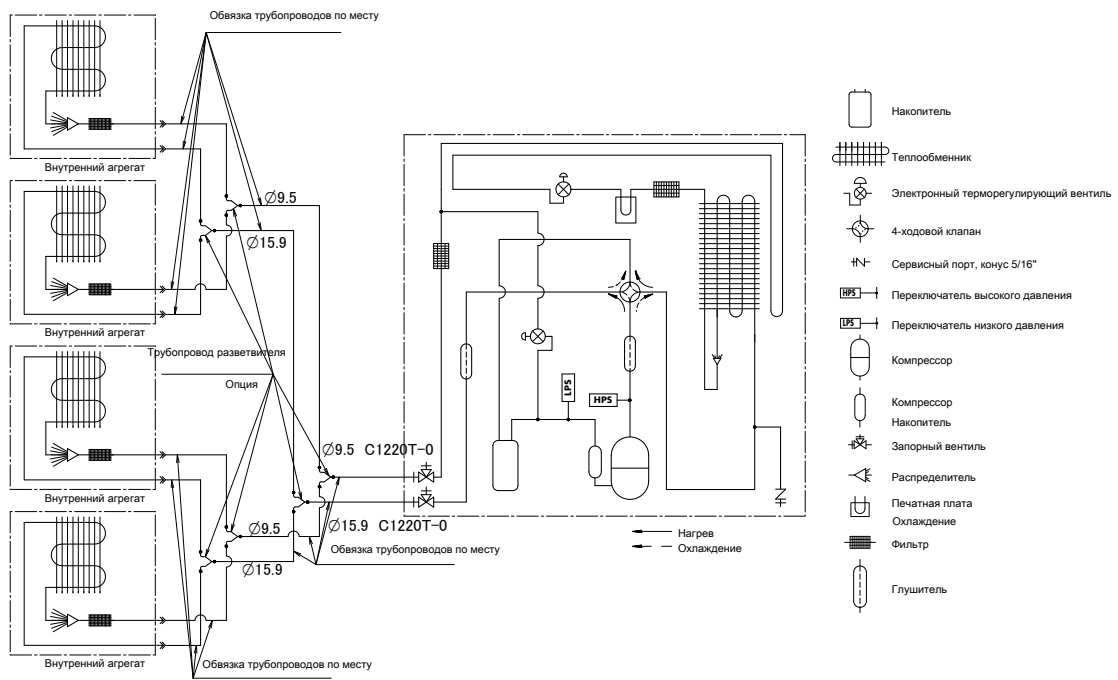 Обвязка трубопроводов по месту
Внутренний агрегат
Ø9.5
Ø15.9
Внутренний агрегат
Трубопровод разветвителя
Опция
Внутренний агрегат
Ø9.5 C1220T-0
Ø15.9 C1220T-0
Ø9.5
Ø15.9
Обвязка трубопроводов по месту
Внутренний агрегат
Обвязка трубопроводов по месту
LPS
HPS
Нагрев
Охлаждение
Накопитель
Теплообменник
Электронный терморегулирующий вентиль
4-ходовой клапан
Сервисный порт, конус 5/16"
HPS
Переключатель высокого давления
LPS
Переключатель низкого давления
Компрессор
Компрессор
Накопитель
Запорный вентиль
Распределитель
Печатная плата
Охлаждение
Фильтр
Глушитель